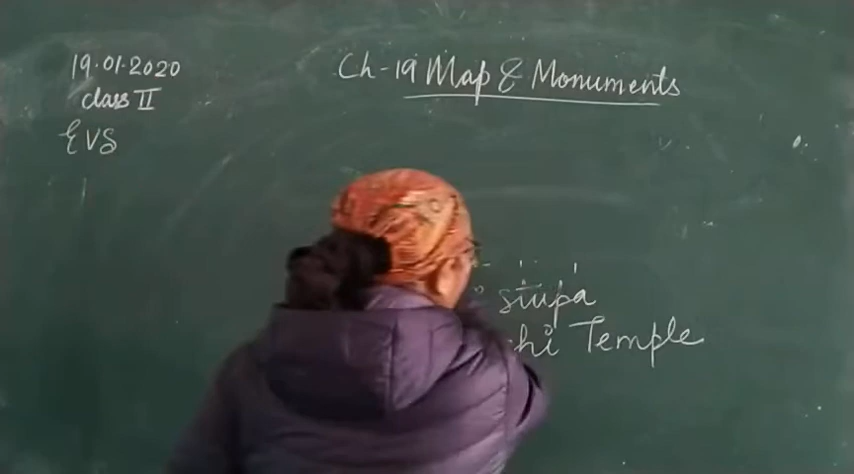 19.01.2020
class II
EVS
Ch-19 Map & Monuments
stupa
Temple